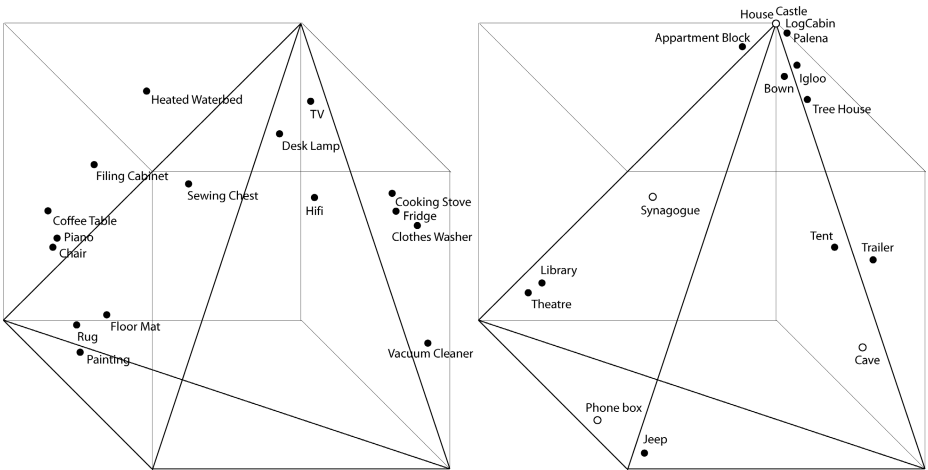 Heated Waterbed
TV
Desk Lamp
Filing Cabinet
Sewing Chest
Hifi
Cooking Stove
Fridge
Clothes Washer
Coffee Table
Piano
Chair
Floor Mat
Rug
Painting
Vacuum Cleaner
House
Castle
LogCabin
Palena
Appartment Block
Igloo
Bown
Tree House
Synagogue
Tent
Trailer
Library
Theatre
Cave
Phone box
Jeep